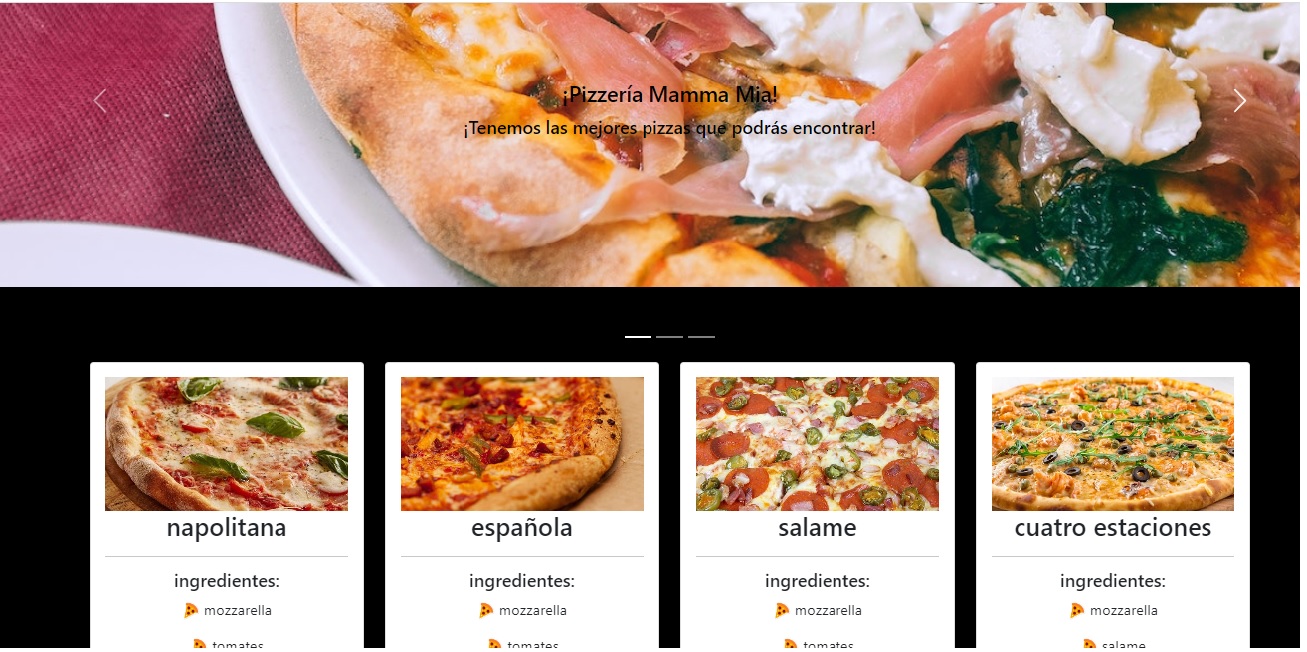 ¡Pizzería Mamma Mia!
¡Tenemos las mejores pizzas que podrás encontrar!
napolitana
española
salame
cuatro estaciones
ingredientes:
ingredientes:
ingredientes:
ingredientes:
🍕 mozzarella
🍕 mozzarella
🍕 mozzarella
🍕 mozzarella
🍕 tomates
🍕 tomates
🍕 tomates
🍕 salame